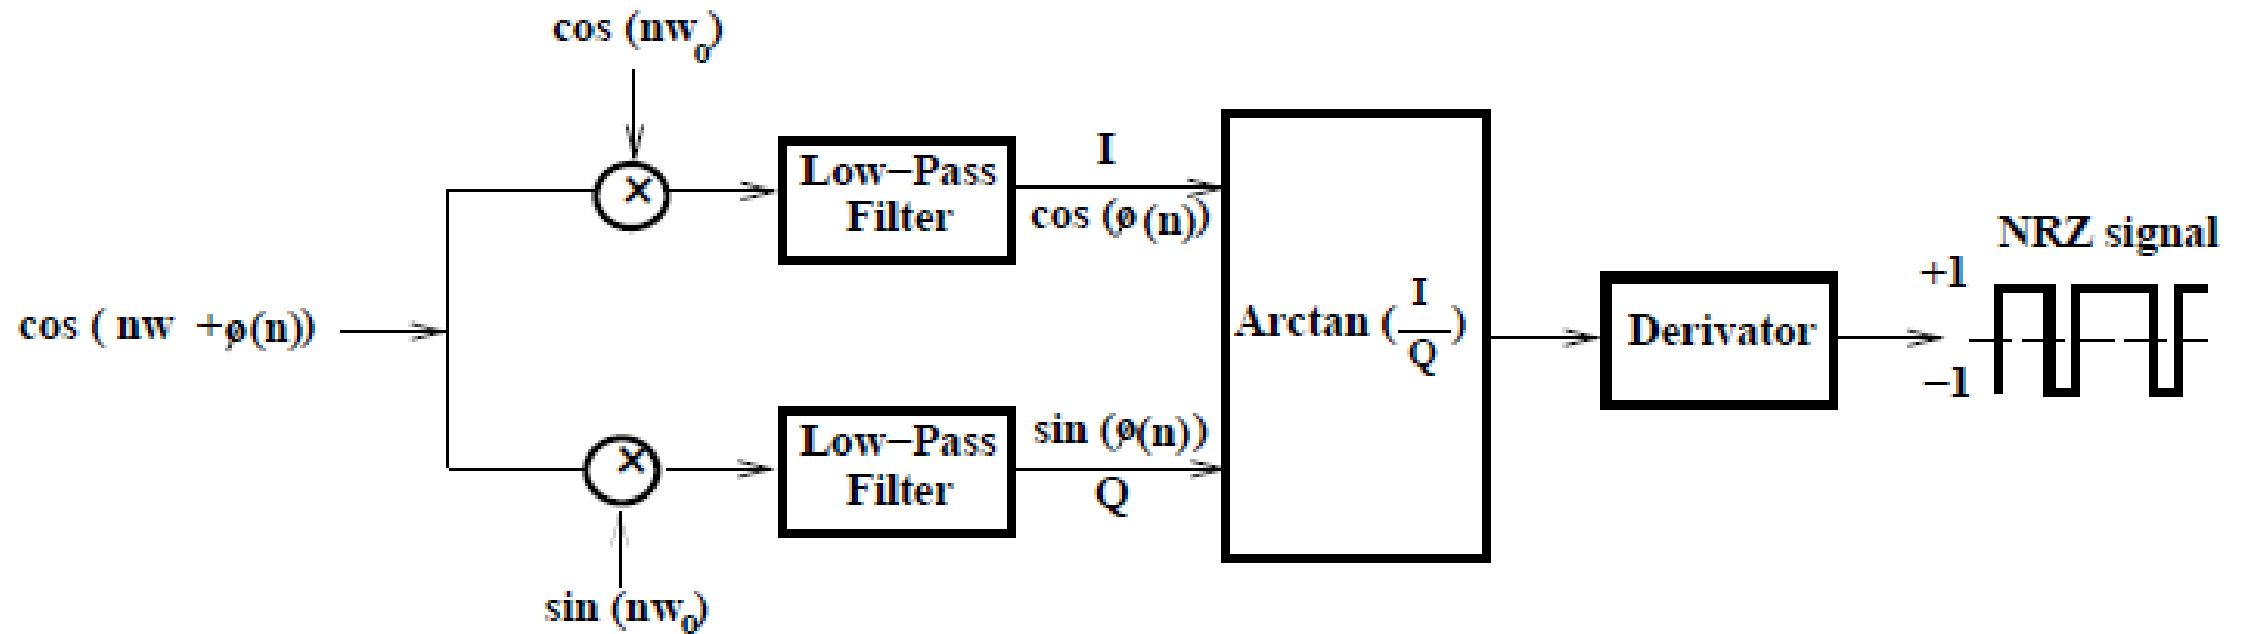 cos (nw₀)
cos ( nw +ø(n))
×
Low–Pass
Filter
I
cos (ø(n))
Arctan (I/Q)
Derivator
NRZ signal
+1
–1
×
Low–Pass
Filter
sin (ø(n))
Q
sin (nw₀)